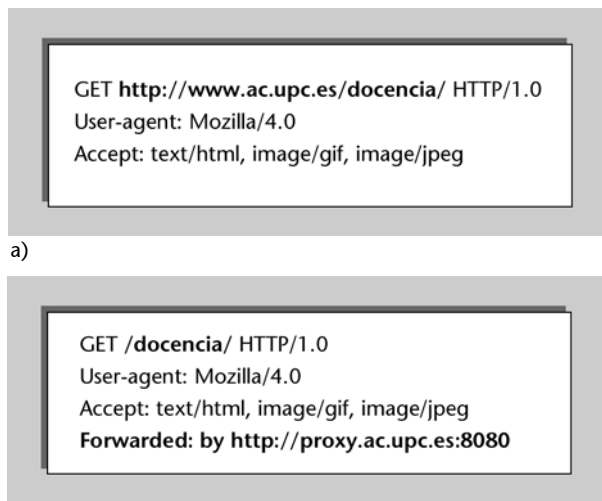 GET http://www.ac.upc.es/docencia/ HTTP/1.0
User-agent: Mozilla/4.0
Accept: text/html, image/gif, image/jpeg
a)
GET /docencia/ HTTP/1.0
User-agent: Mozilla/4.0
Accept: text/html, image/gif, image/jpeg
Forwarded: by http://proxy.ac.upc.es:8080